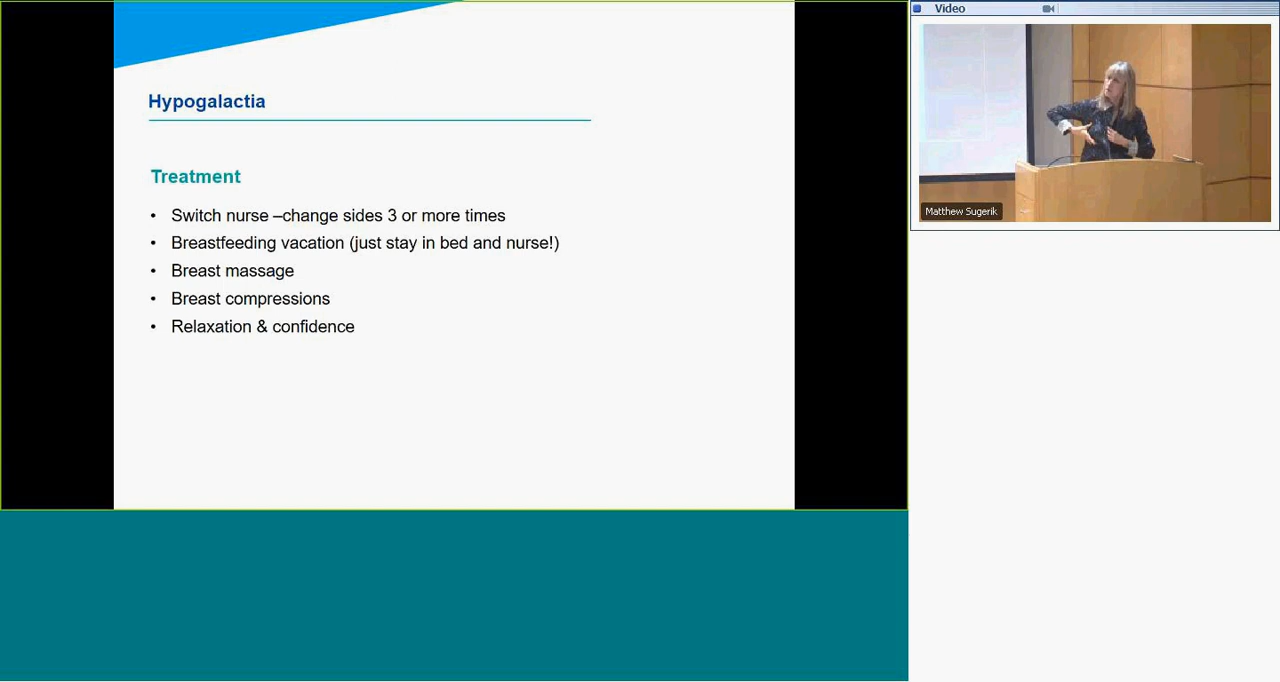 Hypogalactia
Treatment
• Switch nurse –change sides 3 or more times
• Breastfeeding vacation (just stay in bed and nurse!)
• Breast massage
• Breast compressions
• Relaxation & confidence
Video
Matthew Sugerik